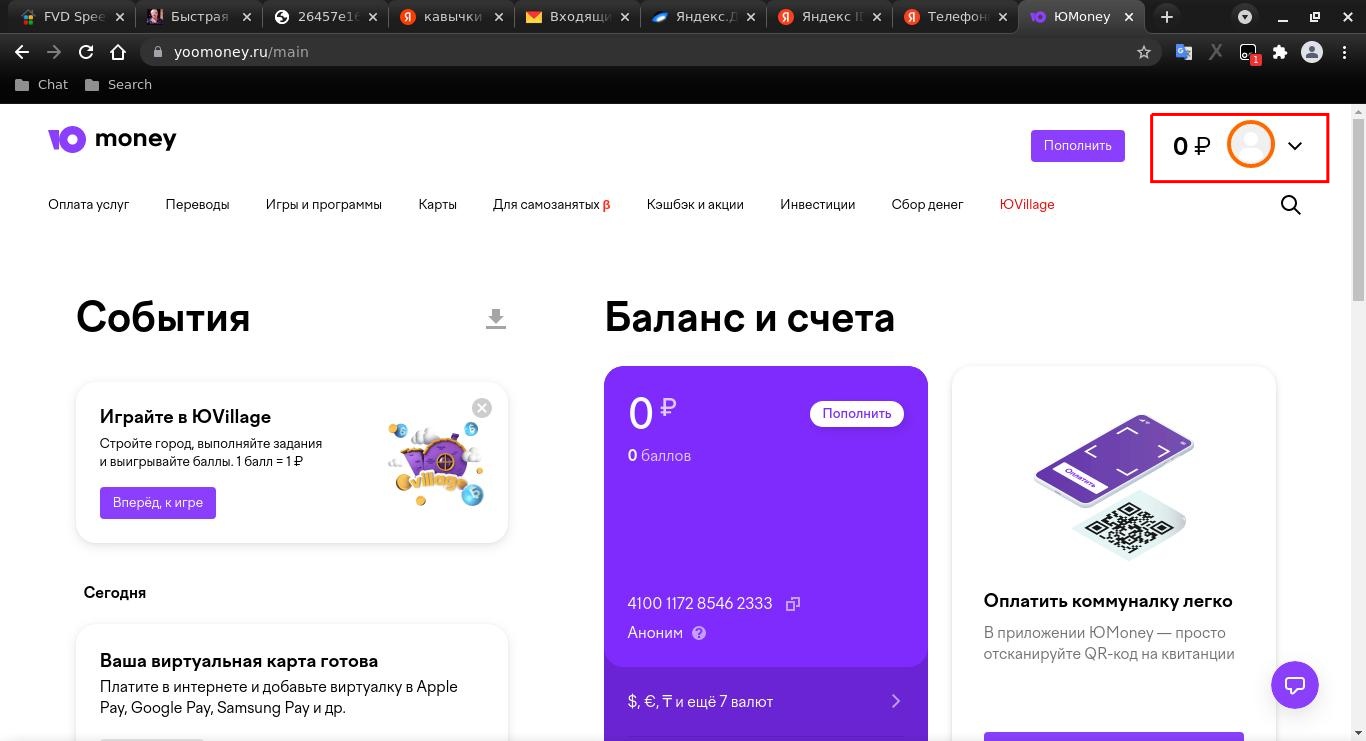 FVD Spee
Быстрая
26457e16
кавычки
Входящи
Яндекс.Д
Яндекс ID
Телефон
ЮMoney
yoomoney.ru/main
1
Chat
Search
Ю money
Пополнить
0 ₽
Оплата услуг
Переводы
Игры и программы
Карты
Для самозанятых β
Кэшбэк и акции
Инвестиции
Сбор денег
ЮVillage
События
Баланс и счета
Играйте в ЮVillage
Стройте город, выполняйте задания
и выигрывайте баллы. 1 балл = 1 ₽
Вперёд, к игре
Сегодня
Ваша виртуальная карта готова
Платите в интернете и добавьте виртуалку в Apple
Pay, Google Pay, Samsung Pay и др.
0 ₽
Пополнить
0 баллов
4100 1172 8546 2333
Аноним ?
$, €, ₸ и ещё 7 валют
Оплатить
Оплатить коммуналку легко
В приложении ЮMoney — просто
отсканируйте QR-код на квитанции